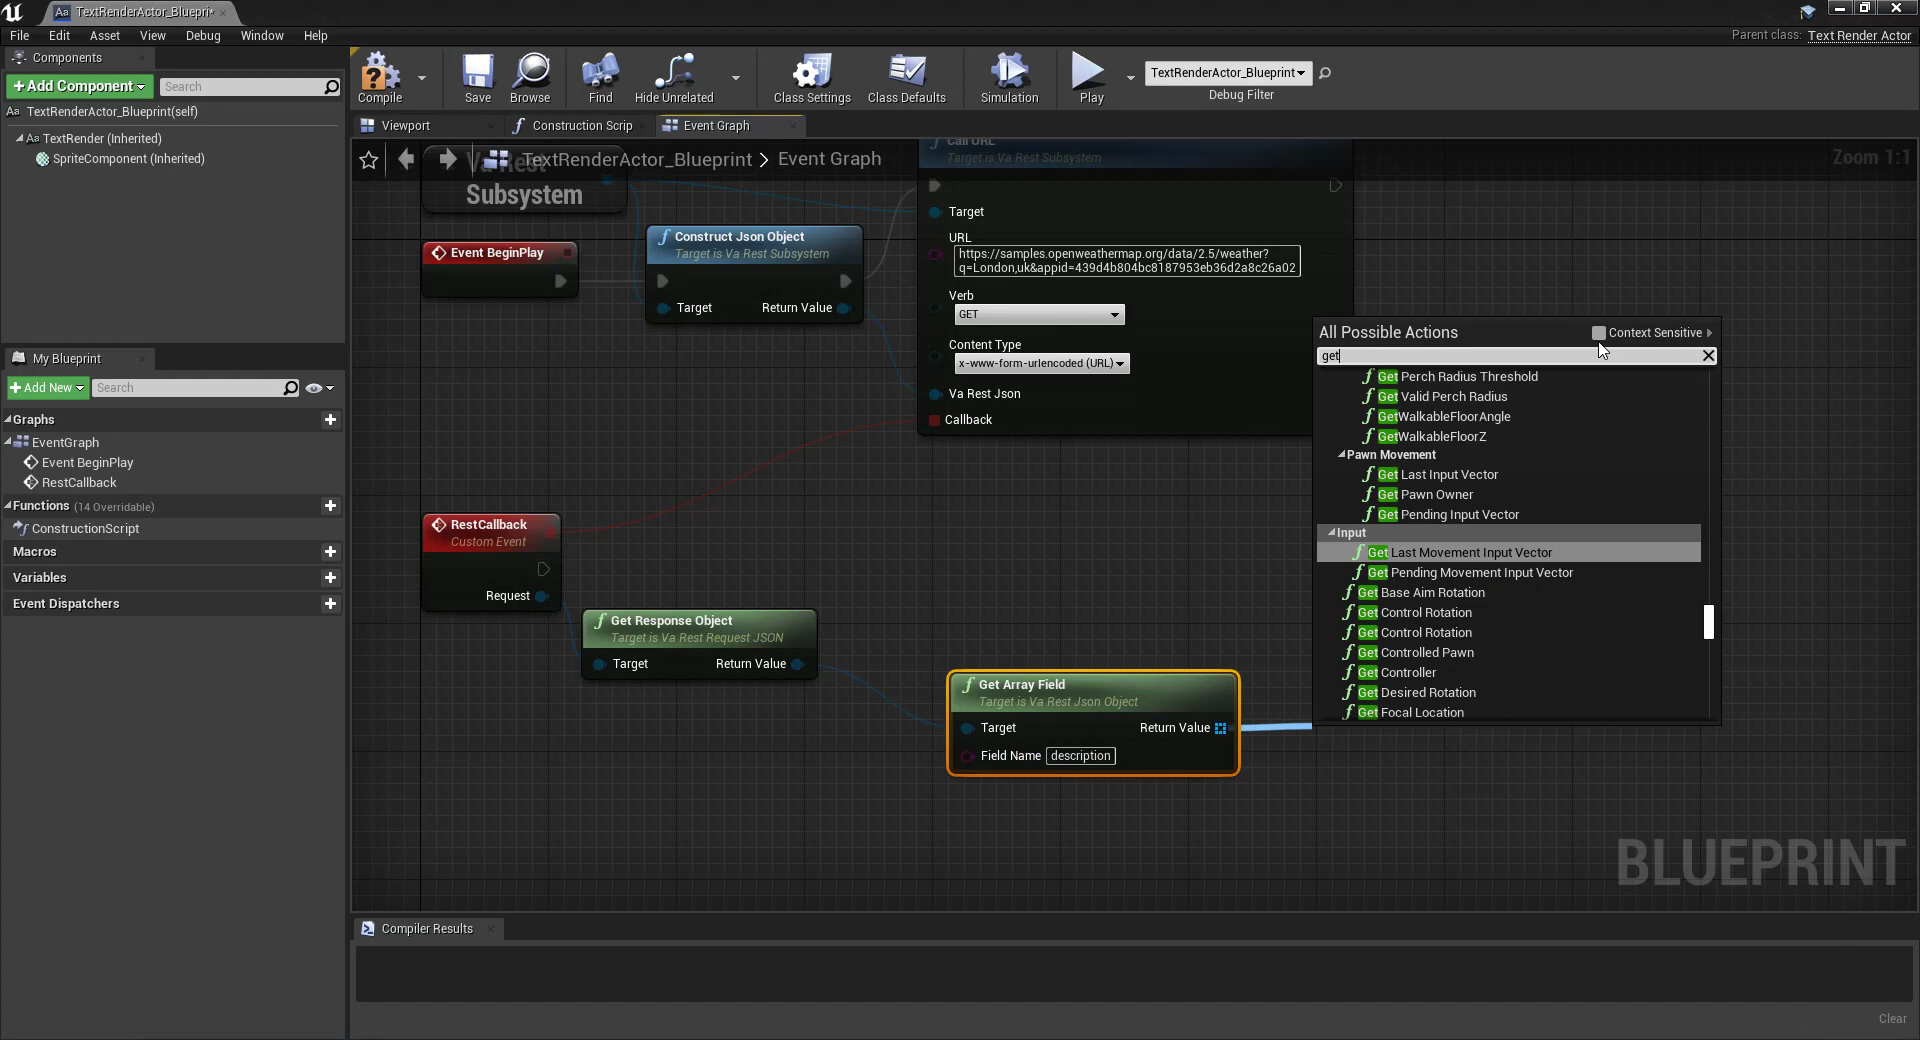 TextRenderActor_Blueprint*
File Edit Asset View Debug Window Help
Parent class: Text Render Actor
Components
+Add Component
Search
TextRenderActor_Blueprint(self)
TextRender (Inherited)
SpriteComponent (Inherited)
My Blueprint
+Add New
Search
Graphs
EventGraph
Event BeginPlay
RestCallback
Functions (14 Overridable)
ConstructionScript
Macros
Variables
Event Dispatchers
Compile
Save
Browse
Find
Hide Unrelated
Class Settings
Class Defaults
Simulation
Play
TextRenderActor_Blueprint
Debug Filter
Viewport
Construction Scrip
Event Graph
TextRenderActor_Blueprint > Event Graph
Zoom 1:1
Va Rest
Subsystem
Event BeginPlay
Construct Json Object
Target is Va Rest Subsystem
Target
Return Value
Call URL
Target is Va Rest Subsystem
Target
URL
https://samples.openweathermap.org/data/2.5/weather?
q=London,uk&appid=439d4b804bc8187953eb36d2a8c26a02
Verb
GET
Content Type
x-www-form-urlencoded (URL)
Va Rest Json
Callback
RestCallback
Custom Event
Request
Get Response Object
Target is Va Rest Request JSON
Target
Return Value
Get Array Field
Target is Va Rest Json Object
Target
Return Value
Field Name description
All Possible Actions
Context Sensitive
get
Get Perch Radius Threshold
Get Valid Perch Radius
GetWalkableFloorAngle
GetWalkableFloorZ
Pawn Movement
Get Last Input Vector
Get Pawn Owner
Get Pending Input Vector
Input
Get Last Movement Input Vector
Get Pending Movement Input Vector
Get Base Aim Rotation
Get Control Rotation
Get Control Rotation
Get Controlled Pawn
Get Controller
Get Desired Rotation
Get Focal Location
BLUEPRINT
Compiler Results
Clear